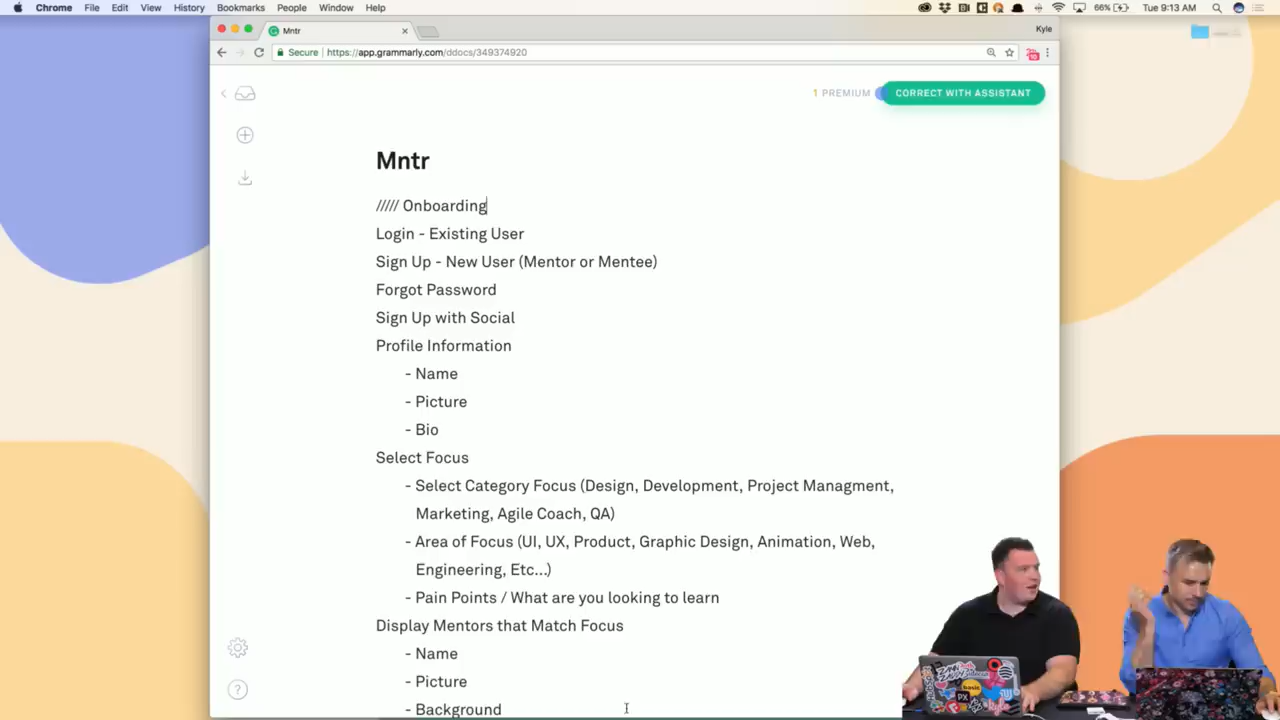 Chrome File Edit View History Bookmarks People Window Help 66% Tue 9:13 AM
Mntr Kyle
Secure https://app.grammarly.com/ddocs/349374920
1 PREMIUM CORRECT WITH ASSISTANT
Mntr
///// Onboarding
Login - Existing User
Sign Up - New User (Mentor or Mentee)
Forgot Password
Sign Up with Social
Profile Information
- Name
- Picture
- Bio
Select Focus
- Select Category Focus (Design, Development, Project Managment,
Marketing, Agile Coach, QA)
- Area of Focus (UI, UX, Product, Graphic Design, Animation, Web,
Engineering, Etc...)
- Pain Points / What are you looking to learn
Display Mentors that Match Focus
- Name
- Picture
- Background
basic
PX
kyle